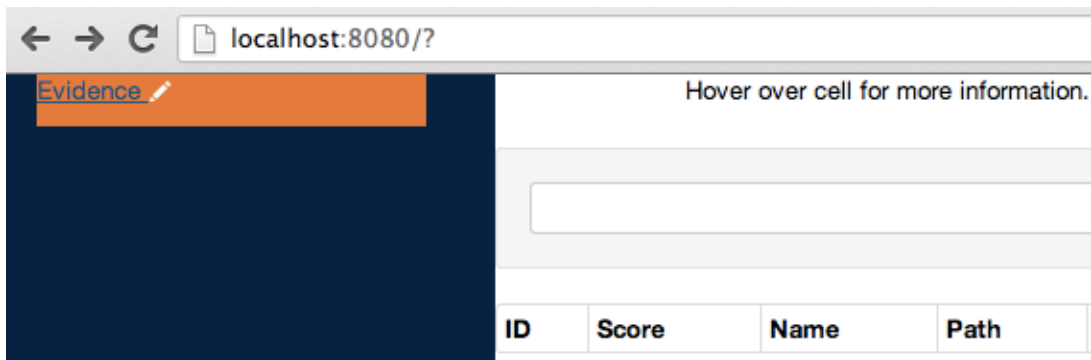 localhost:8080/?
Evidence
Hover over cell for more information.
ID Score Name Path